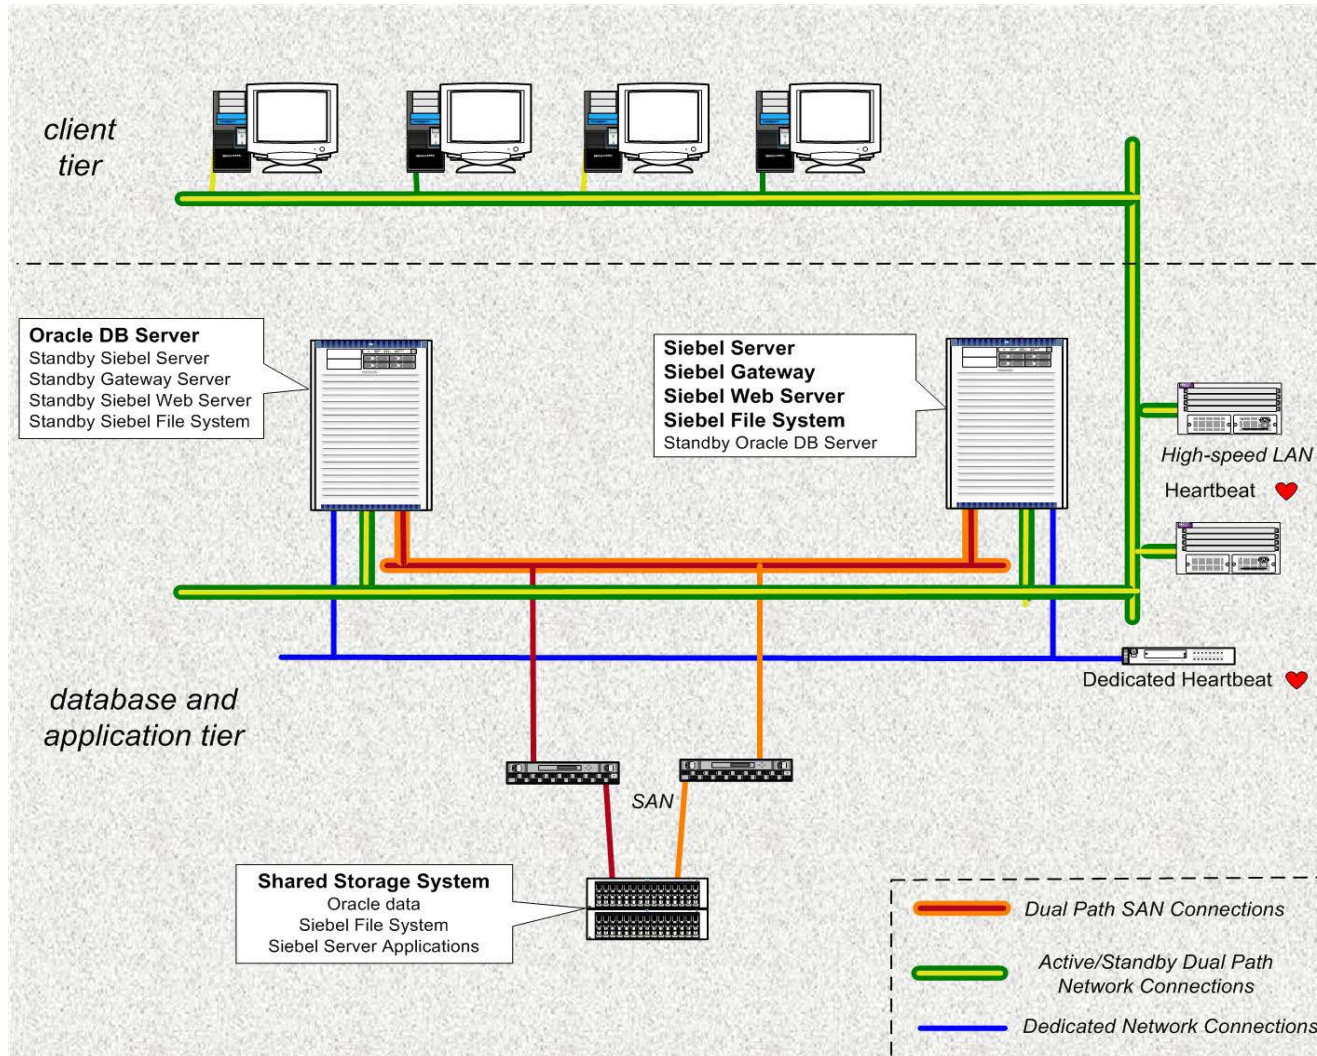 client
tier
Oracle DB Server
Standby Siebel Server
Standby Gateway Server
Standby Siebel Web Server
Standby Siebel File System
Siebel Server
Siebel Gateway
Siebel Web Server
Siebel File System
Standby Oracle DB Server
High-speed LAN
Heartbeat
Dedicated Heartbeat
database and
application tier
SAN
Shared Storage System
Oracle data
Siebel File System
Siebel Server Applications
Dual Path SAN Connections
Active/Standby Dual Path
Network Connections
Dedicated Network Connections